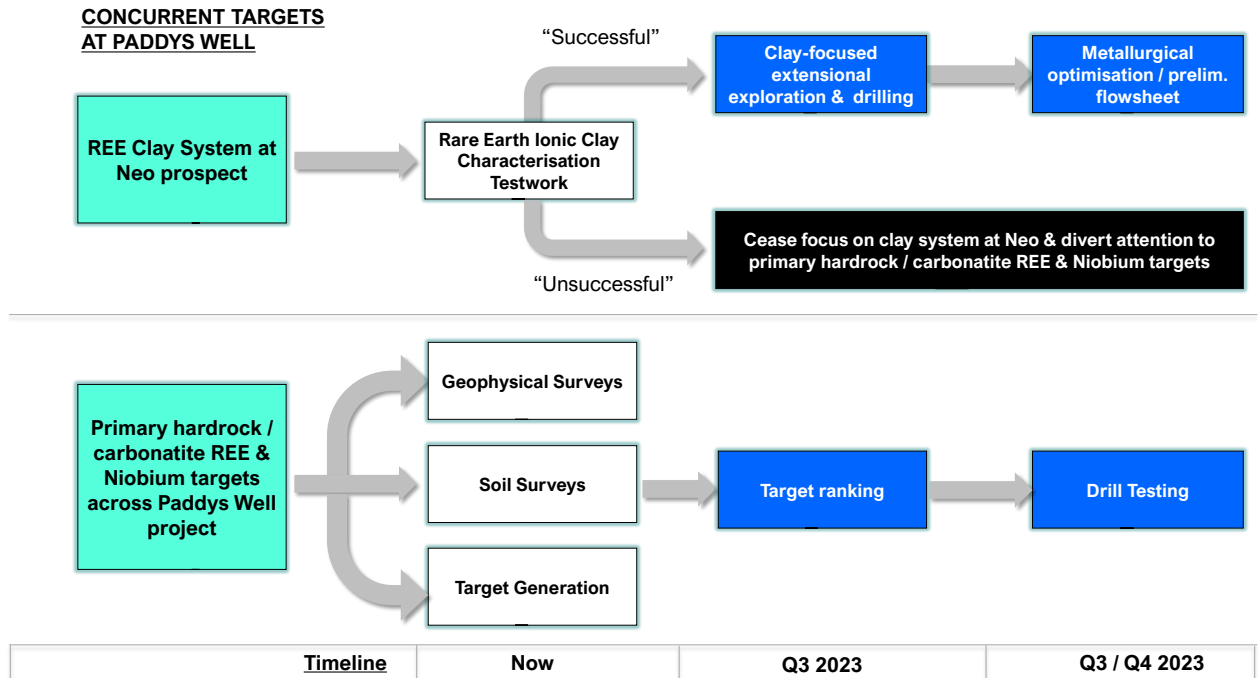 CONCURRENT TARGETS
AT PADDYS WELL
REE Clay System at
Neo prospect
Rare Earth Ionic Clay
Characterisation
Testwork
“Successful”
Clay-focused
extensional
exploration & drilling
Metallurgical
optimisation / prelim.
flowsheet
“Unsuccessful”
Cease focus on clay system at Neo & divert attention to
primary hardrock / carbonatite REE & Niobium targets
Primary hardrock /
carbonatite REE &
Niobium targets
across Paddys Well
project
Geophysical Surveys
Soil Surveys
Target Generation
Target ranking
Drill Testing
Timeline
Now
Q3 2023
Q3 / Q4 2023